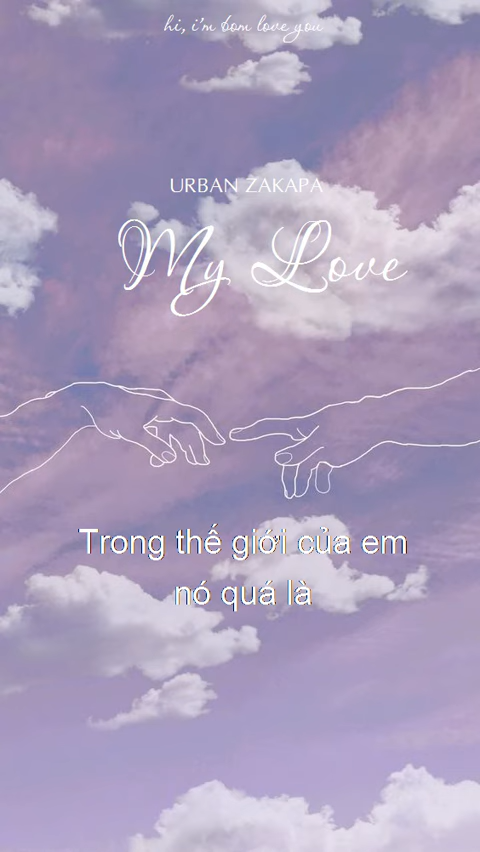 hi, i'm bom love you
URBAN ZAKAPA
My Love
Trong thế giới của em
nó quá là